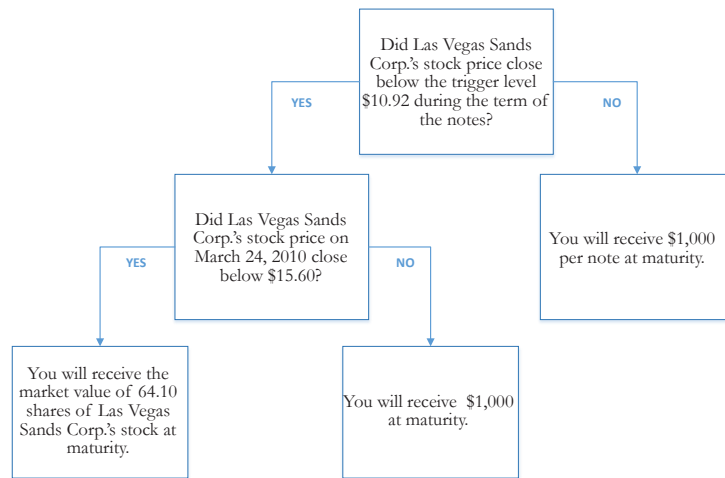 Did Las Vegas Sands
Corp.'s stock price close
below the trigger level
$10.92 during the term of
the notes?
YES
NO
Did Las Vegas Sands
Corp.'s stock price on
March 24, 2010 close
below $15.60?
You will receive $1,000
per note at maturity.
YES
NO
You will receive the
market value of 64.10
shares of Las Vegas
Sands Corp.'s stock at
maturity.
You will receive $1,000
at maturity.